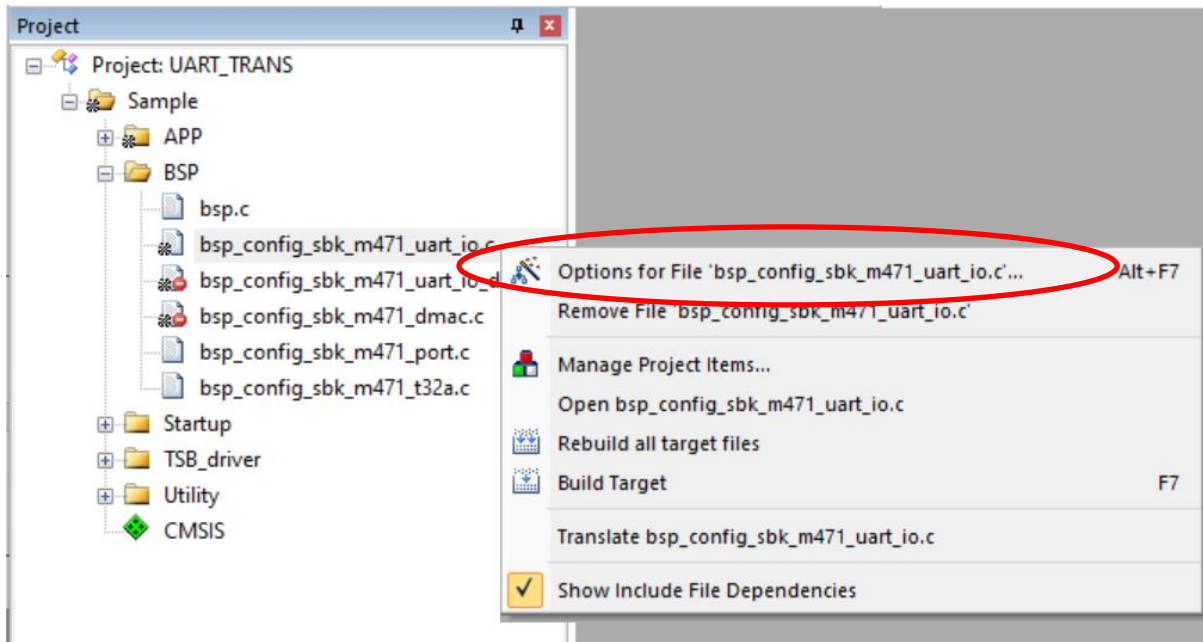 Project
Project: UART_TRANS
Sample
APP
BSP
bsp.c
bsp_config_sbk_m471_uart_io.c
bsp_config_sbk_m471_uart_io_d
bsp_config_sbk_m471_dmac.c
bsp_config_sbk_m471_port.c
bsp_config_sbk_m471_t32a.c
Startup
TSB_driver
Utility
CMSIS
Options for File 'bsp_config_sbk_m471_uart_io.c'... Alt+F7
Remove File 'bsp_config_sbk_m471_uart_io.c'
Manage Project Items...
Open bsp_config_sbk_m471_uart_io.c
Rebuild all target files
Build Target F7
Translate bsp_config_sbk_m471_uart_io.c
Show Include File Dependencies